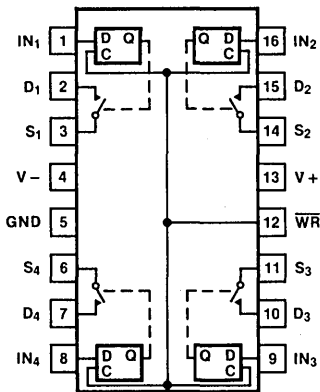 IN₁ 1 D Q Q D 16 IN₂
C C
D₁ 2 15 D₂
S₁ 3 14 S₂
V− 4 13 V+
GND 5 12 W̅R̅
S₄ 6 11 S₃
D₄ 7 10 D₃
IN₄ 8 D Q Q D 9 IN₃
C C